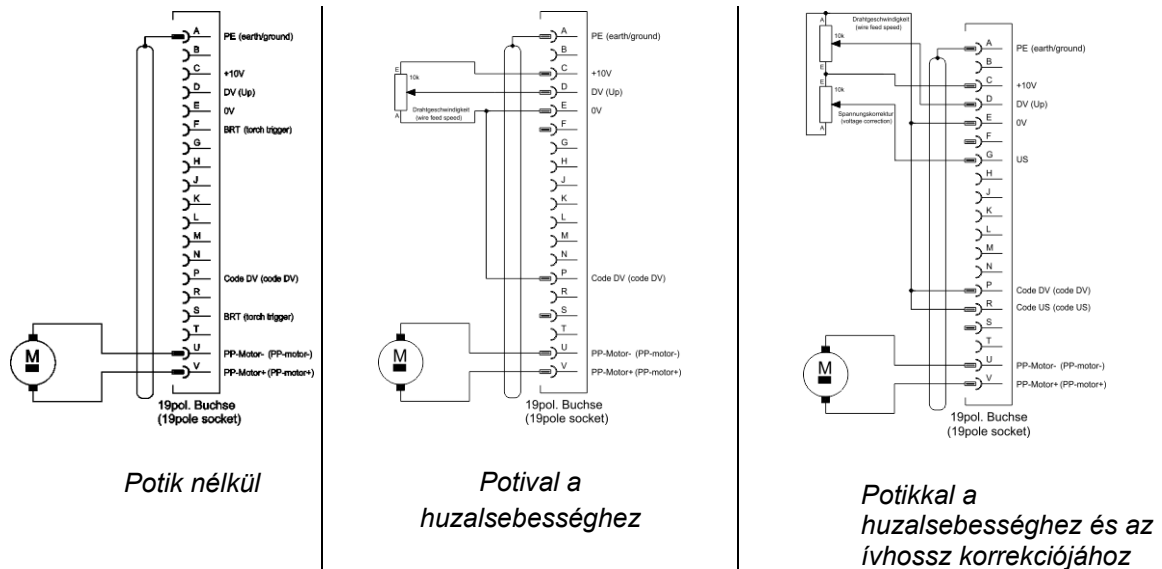 A PE (earth/ground)
B
C +10V
D DV (Up)
E 0V
F BRT (torch trigger)
G
H
J
K
L
M
N
P Code DV (code DV)
R
S BRT (torch trigger)
T
U PP-Motor- (PP-motor-)
V PP-Motor+ (PP-motor+)
M
19pol. Buchse
(19pole socket)
Potik nélkül
A PE (earth/ground)
B
E
10k
C +10V
D DV (Up)
A
Drahtgeschwindigkeit
(wire feed speed)
E 0V
F
G
H
J
K
L
M
N
P Code DV (code DV)
R
S
T
U PP-Motor- (PP-motor-)
V PP-Motor+ (PP-motor+)
M
19pol. Buchse
(19pole socket)
Potival a
huzalsebességhez
A
Drahtgeschwindigkeit
(wire feed speed)
10k
E
A PE (earth/ground)
B
E
10k
C +10V
D DV (Up)
Spannungskorrektur
(voltage correction)
A
E 0V
F
G US
H
J
K
L
M
N
P Code DV (code DV)
R Code US (code US)
S
T
U PP-Motor- (PP-motor-)
V PP-Motor+ (PP-motor+)
M
19pol. Buchse
(19pole socket)
Potikkal a
huzalsebességhez és az
ívhossz korrekciójához